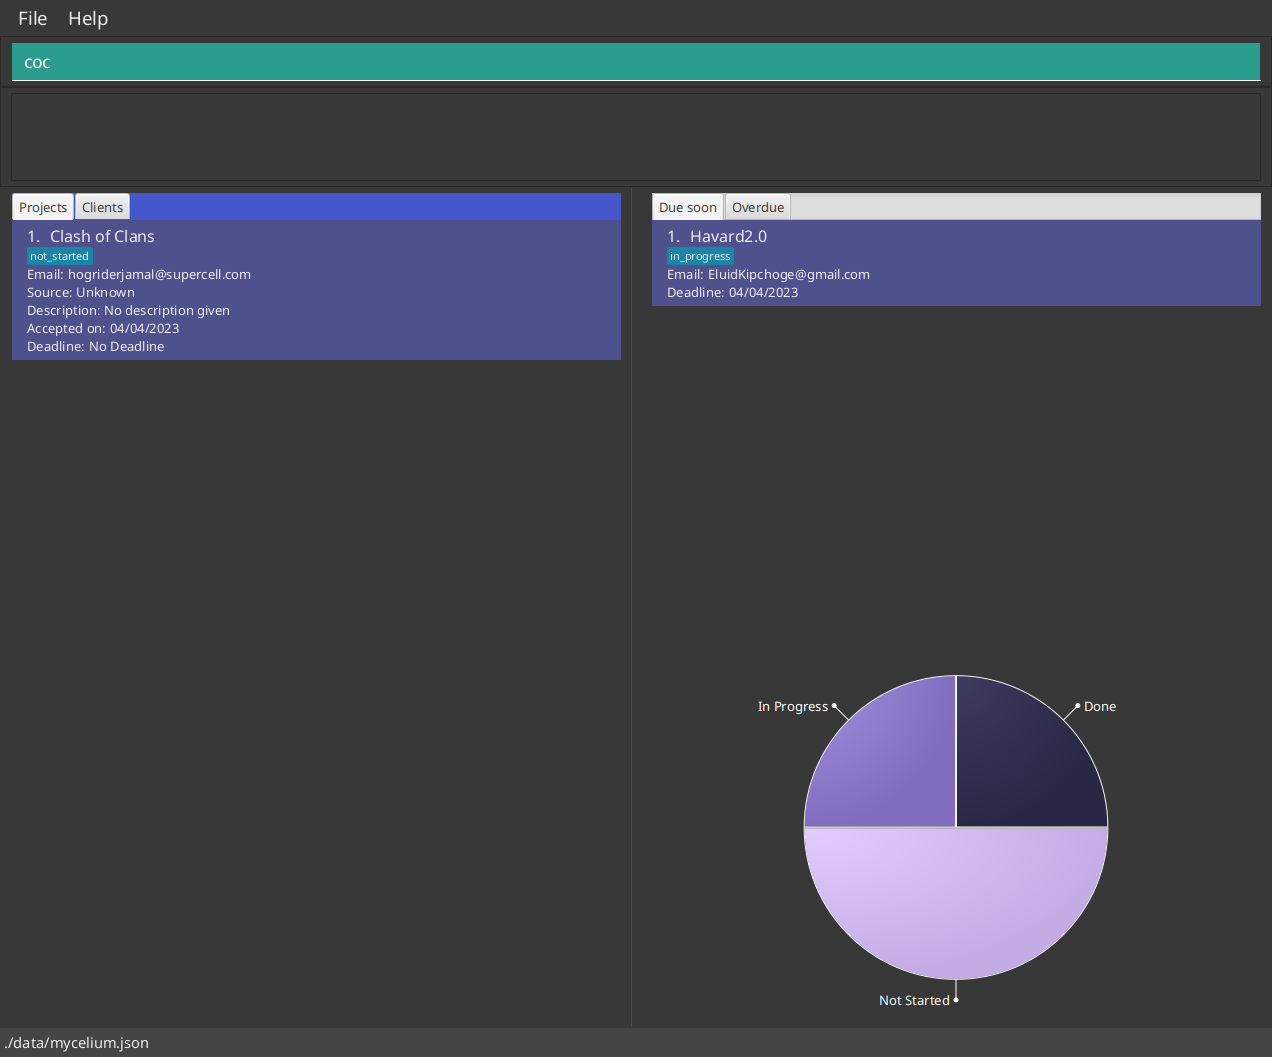 File Help
coc
Projects Clients
1. Clash of Clans
not_started
Email: hogriderjamal@supercell.com
Source: Unknown
Description: No description given
Accepted on: 04/04/2023
Deadline: No Deadline
Due soon Overdue
1. Havard2.0
in_progress
Email: EluidKipchoge@gmail.com
Deadline: 04/04/2023
In Progress
Done
Not Started
./data/mycelium.json